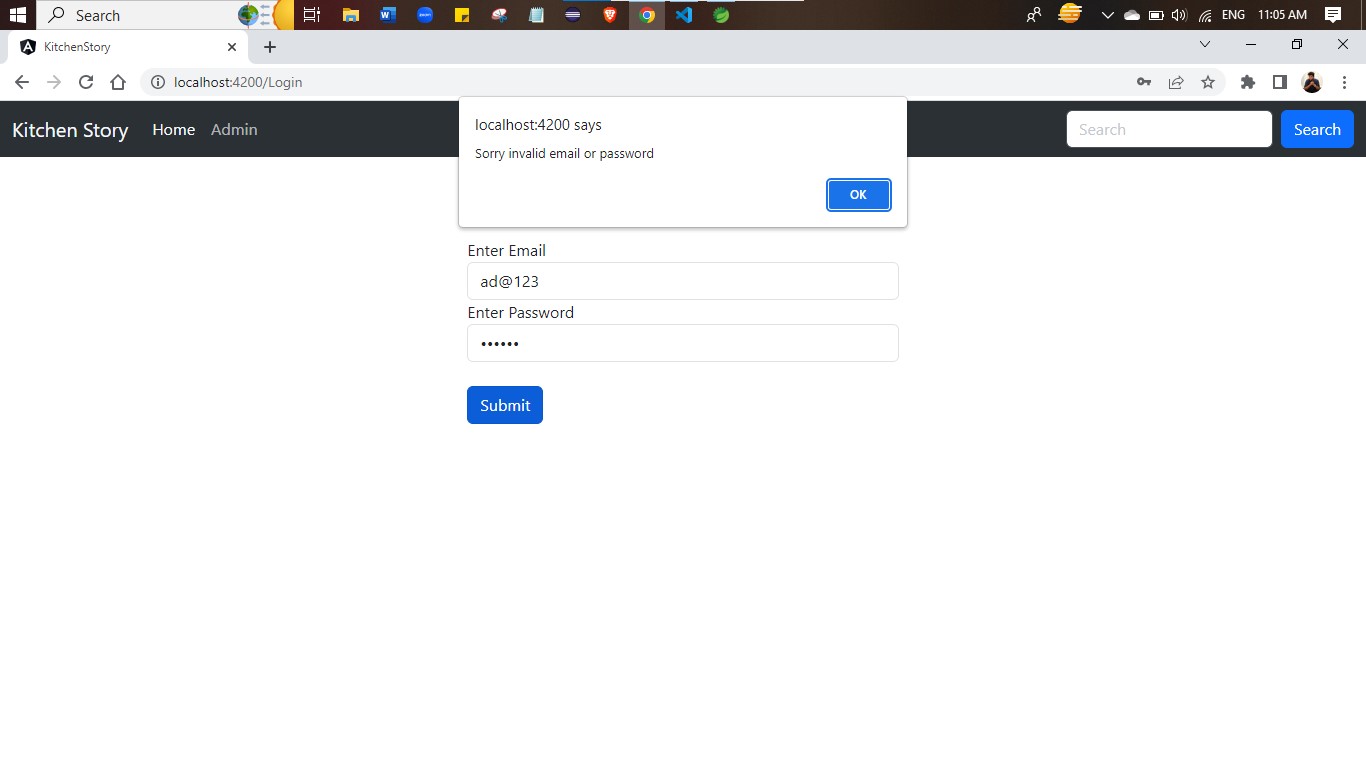 Search
ENG 11:05 AM
KitchenStory
localhost:4200/Login
Kitchen Story Home Admin
Search Search
localhost:4200 says
Sorry invalid email or password
OK
Enter Email
ad@123
Enter Password
••••••
Submit